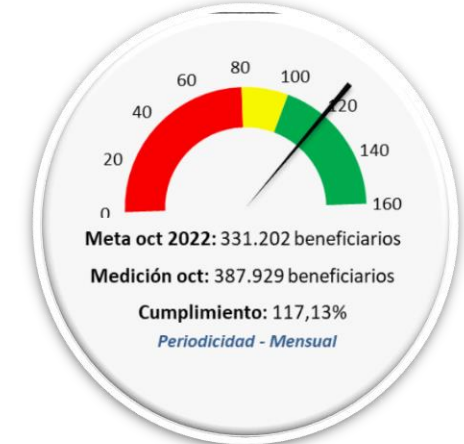 80
60
100
40
120
20
140
0
160
Meta oct 2022: 331.202 beneficiarios
Medición oct: 387.929 beneficiarios
Cumplimiento: 117,13%
Periodicidad - Mensual